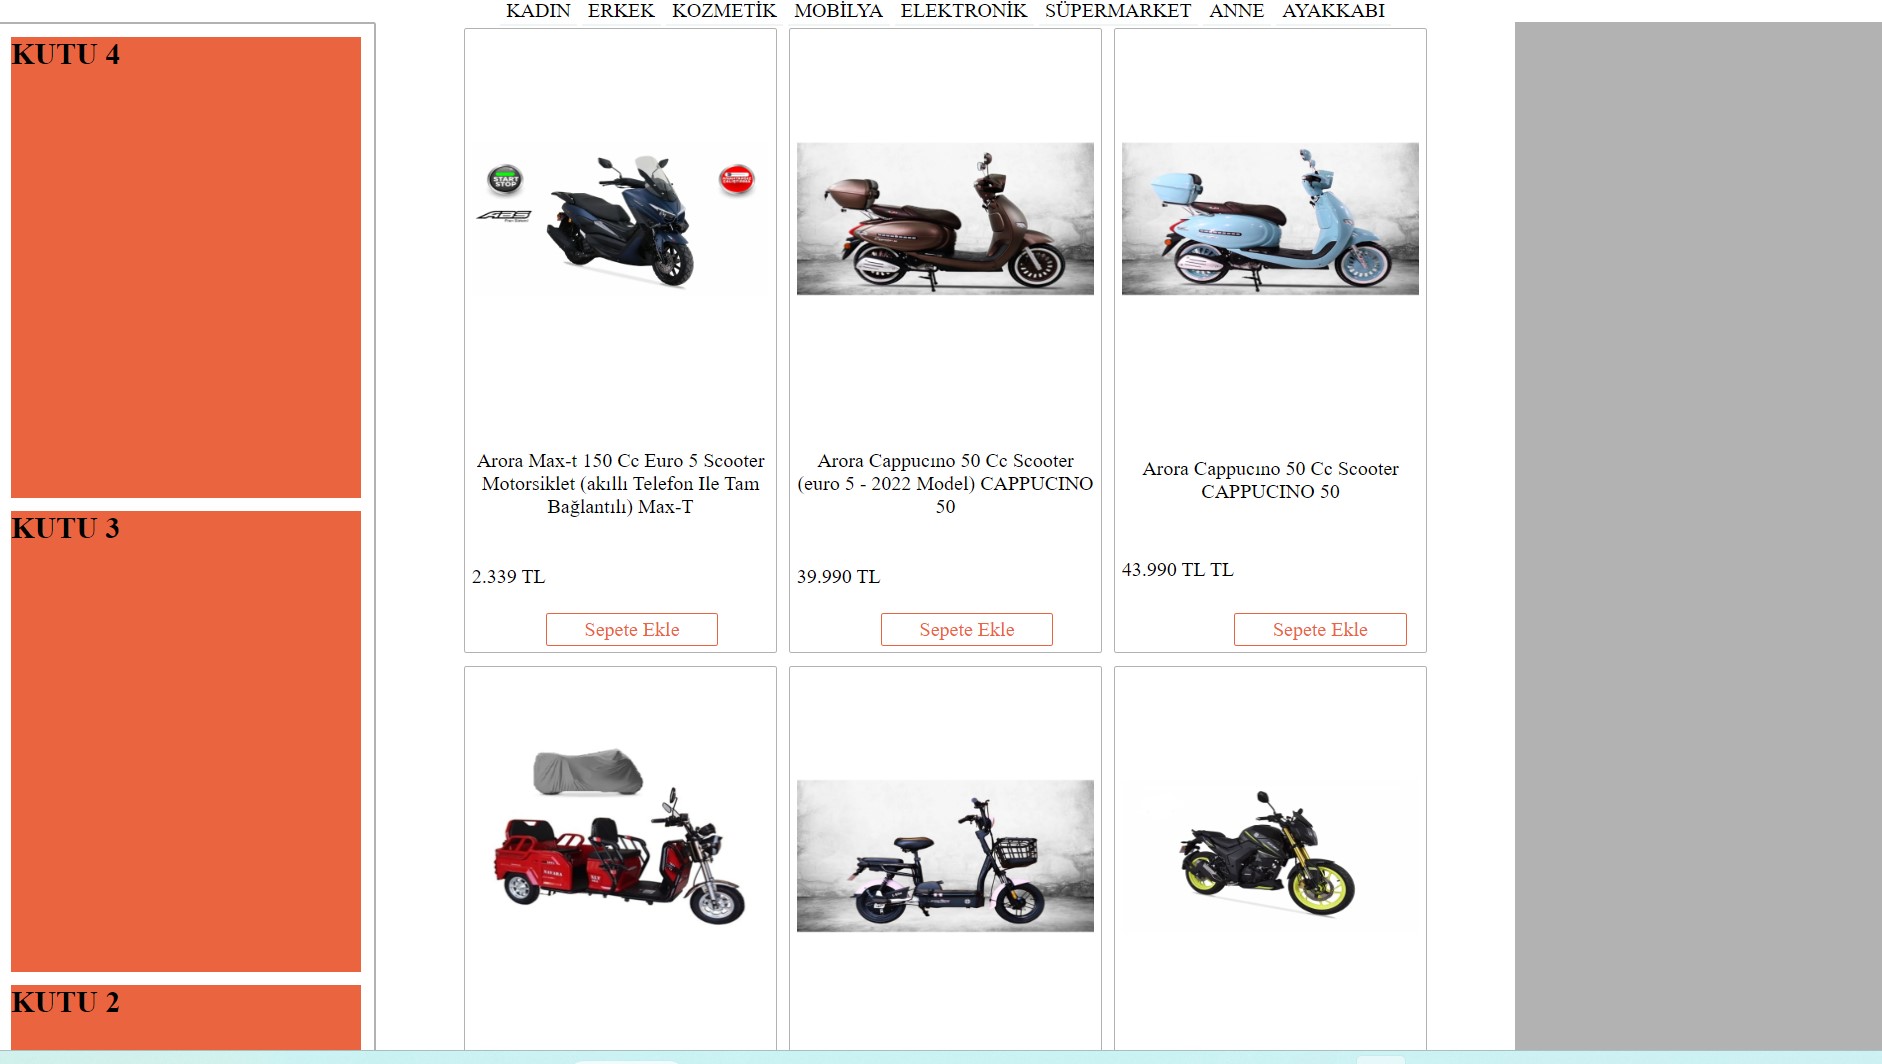 KADIN ERKEK KOZMETİK MOBİLYA ELEKTRONİK SÜPERMARKET ANNE AYAKKABI
KUTU 4
START
STOP
ABS
Arora Max-t 150 Cc Euro 5 Scooter
Motorsiklet (akıllı Telefon Ile Tam
Bağlantılı) Max-T
2.339 TL
Sepete Ekle
Arora Cappucıno 50 Cc Scooter
(euro 5 - 2022 Model) CAPPUCINO
50
39.990 TL
Sepete Ekle
Arora Cappucıno 50 Cc Scooter
CAPPUCINO 50
43.990 TL TL
Sepete Ekle
KUTU 3
KUTU 2